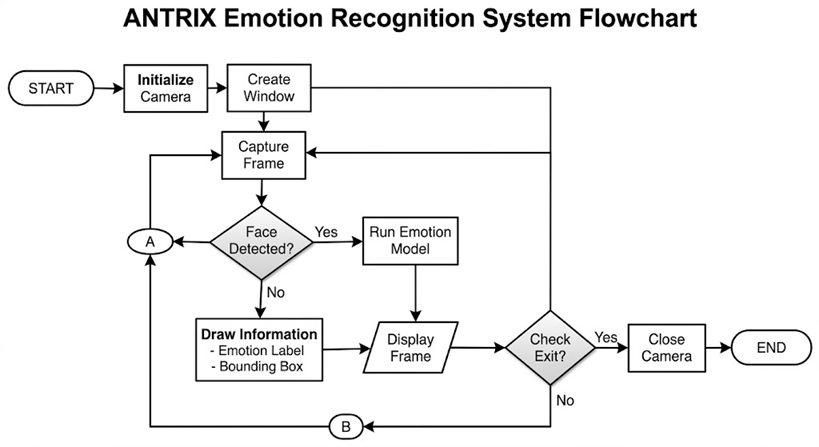 ANTRIX Emotion Recognition System Flowchart
START
Initialize
Camera
Create
Window
Capture
Frame
A
Face
Detected?
Yes
Run Emotion
Model
No
Draw Information
- Emotion Label
- Bounding Box
Display
Frame
Check
Exit?
Yes
Close
Camera
END
No
B